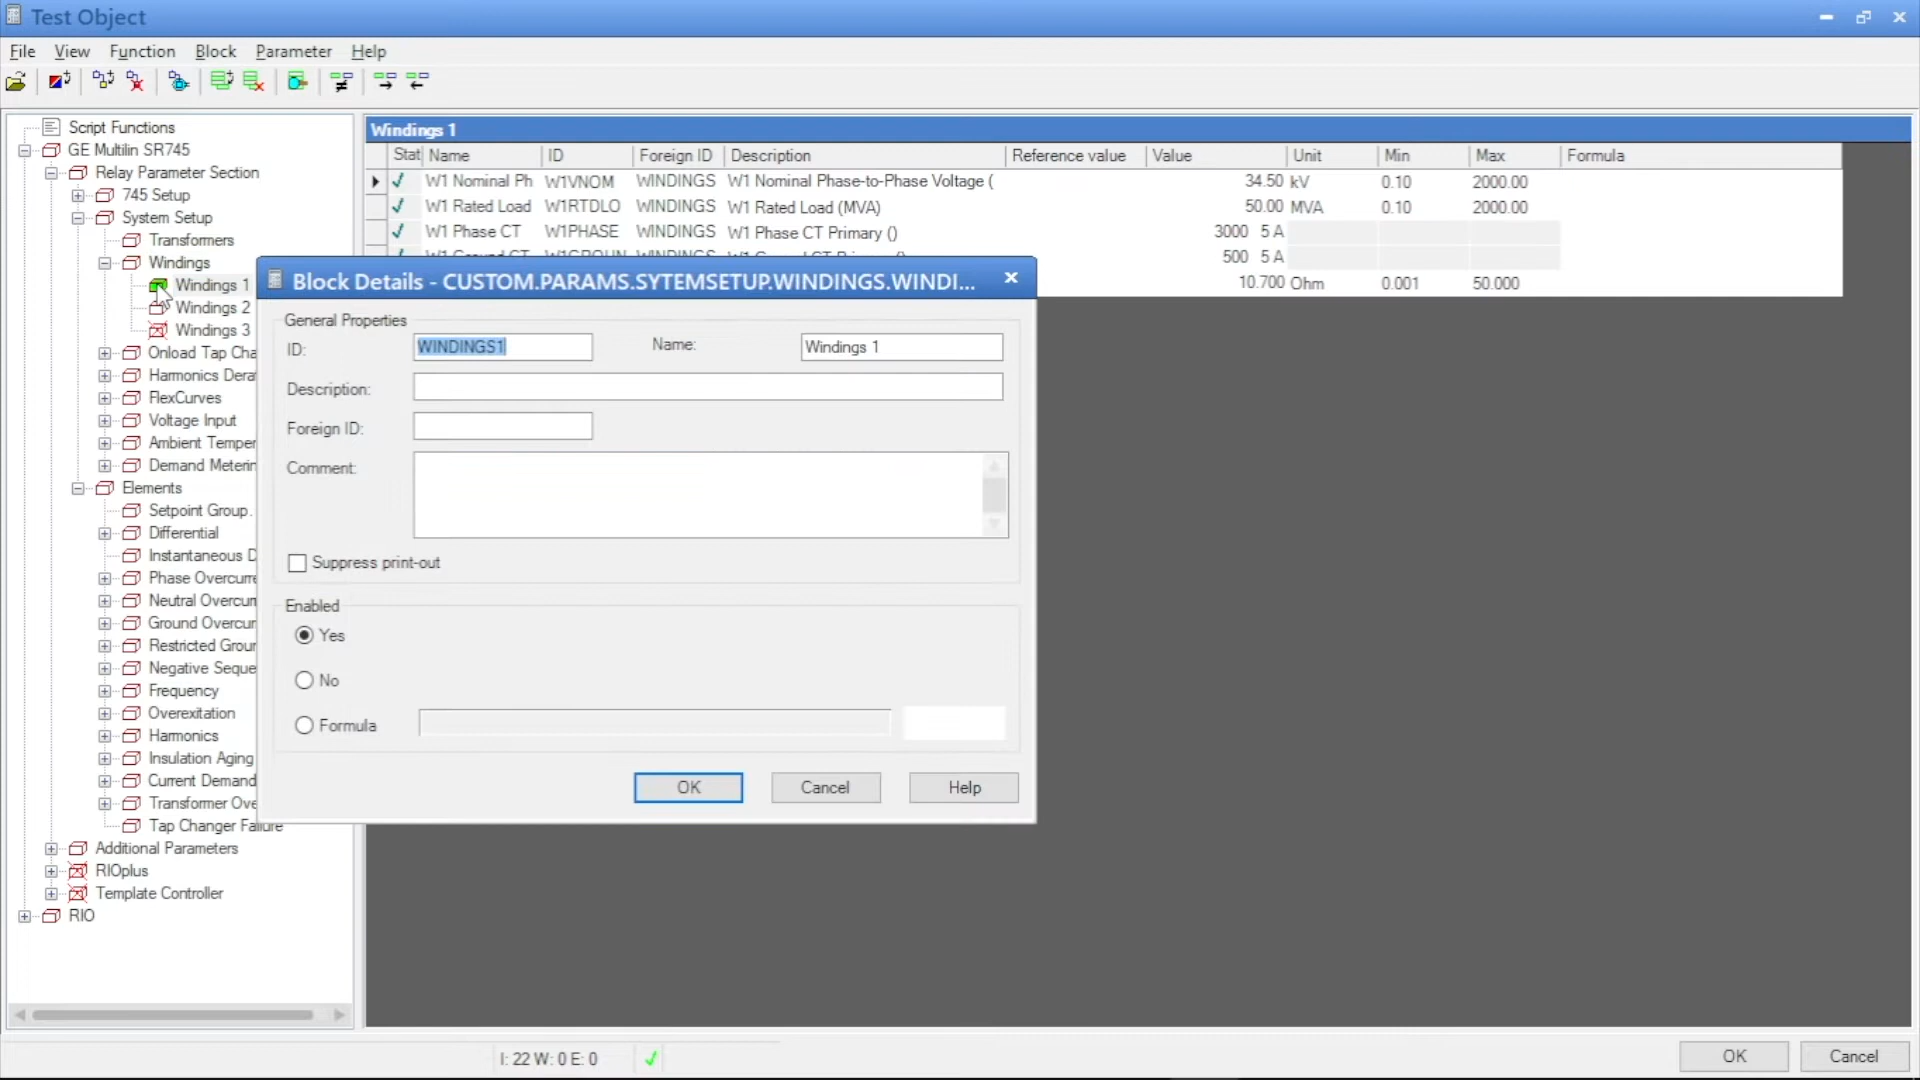 Test Object
File View Function Block Parameter Help
Script Functions
GE Multilin SR745
Relay Parameter Section
745 Setup
System Setup
Transformers
Windings
Windings 1
Windings 2
Windings 3
Onload Tap Cha
Harmonics Dera
FlexCurves
Voltage Input
Ambient Temper
Demand Meterin
Elements
Setpoint Group.
Differential
Instantaneous D
Phase Overcurre
Neutral Overcur
Ground Overcur
Restricted Grour
Negative Seque
Frequency
Overexitation
Harmonics
Insulation Aging
Current Demand
Transformer Ove
Tap Changer Failure
Additional Parameters
RIOplus
Template Controller
RIO
Windings 1
Stat Name ID Foreign ID Description Reference value Value Unit Min Max Formula
W1 Nominal Ph W1VNOM WINDINGS W1 Nominal Phase-to-Phase Voltage ( 34.50 kV 0.10 2000.00
W1 Rated Load W1RTDLO WINDINGS W1 Rated Load (MVA) 50.00 MVA 0.10 2000.00
W1 Phase CT W1PHASE WINDINGS W1 Phase CT Primary () 3000 5 A
500 5 A
10.700 Ohm 0.001 50.000
Block Details - CUSTOM.PARAMS.SYTEMSETUP.WINDINGS.WINDI...
General Properties
ID: WINDINGS1 Name: Windings 1
Description:
Foreign ID:
Comment:
Suppress print-out
Enabled
Yes
No
Formula
OK Cancel Help
I: 22 W: 0 E: 0
OK Cancel